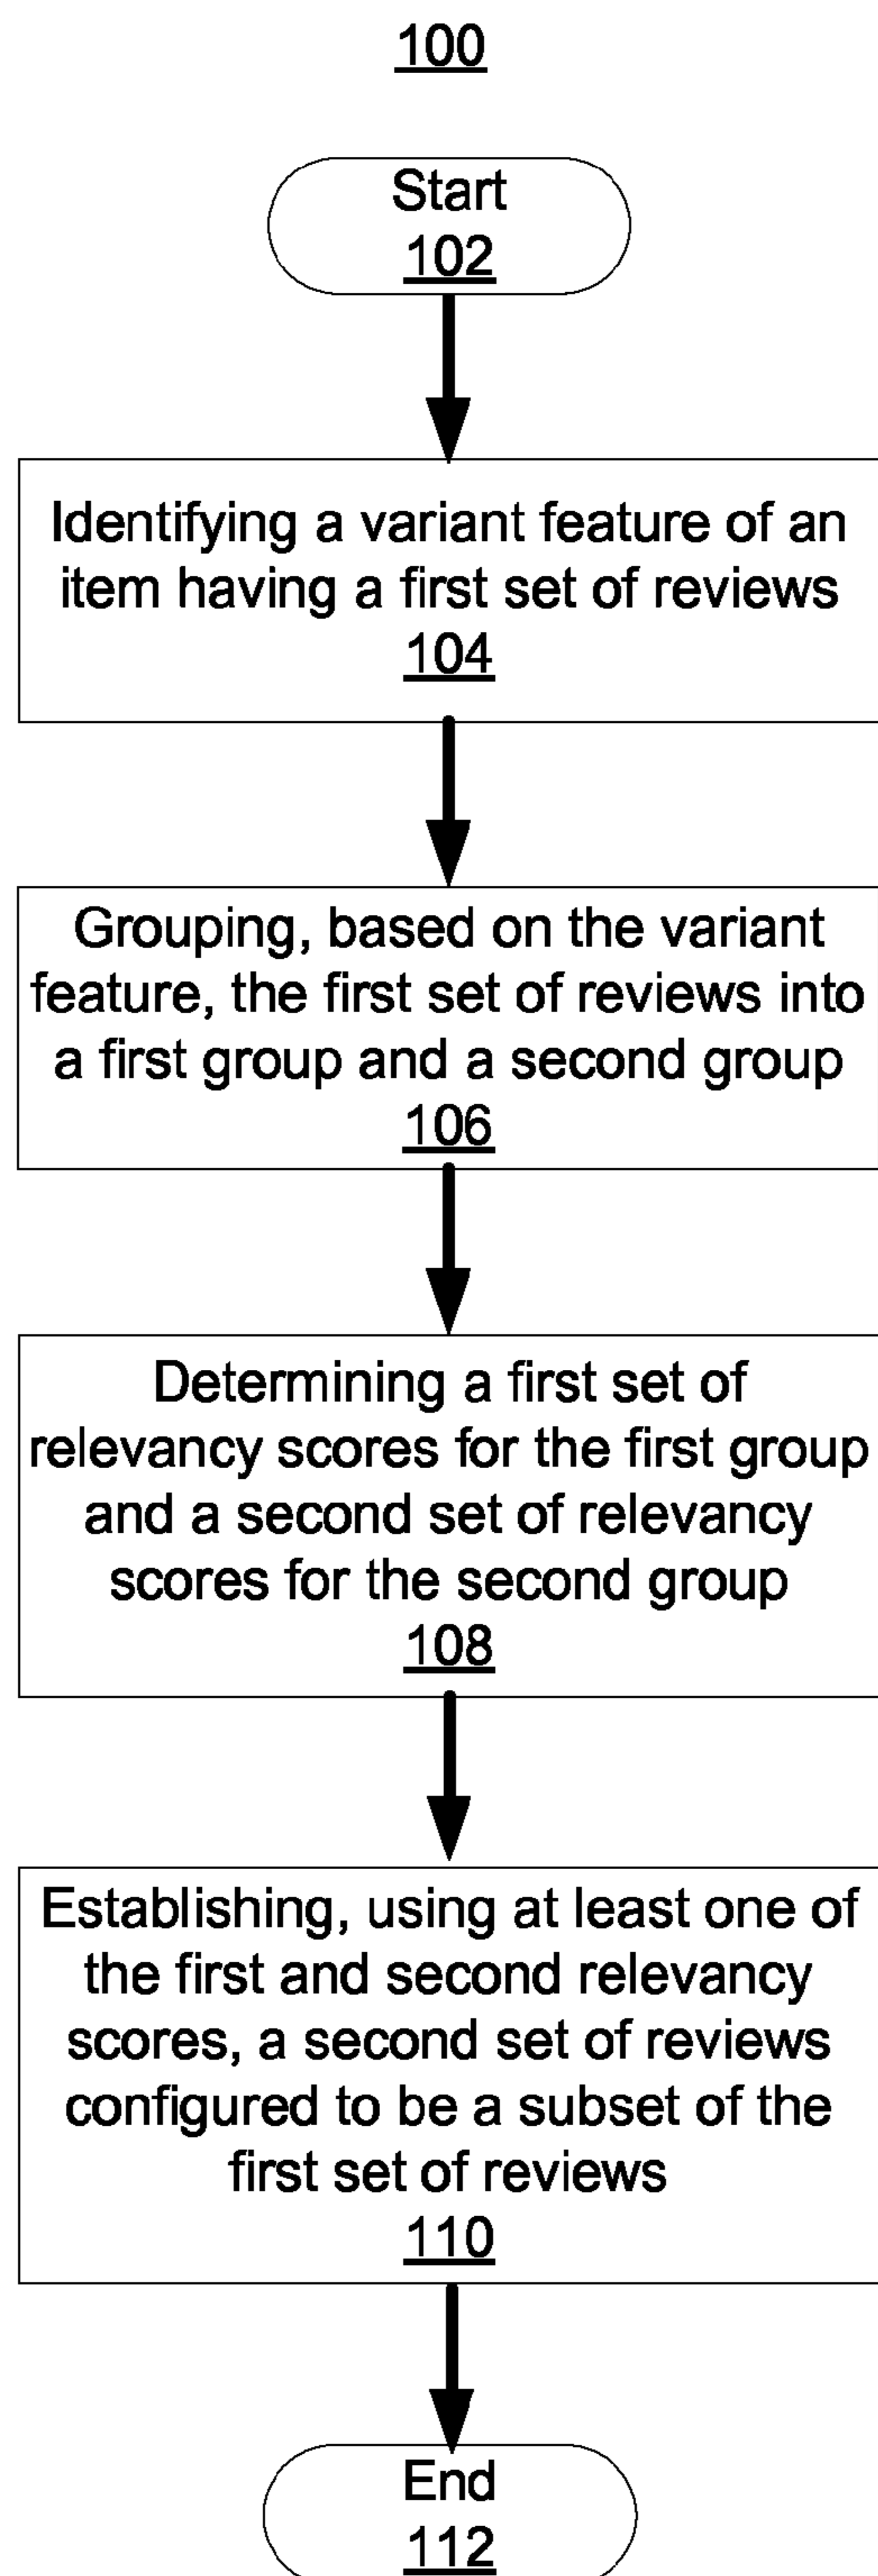 100
Start
102
Identifying a variant feature of an
item having a first set of reviews
104
Grouping, based on the variant
feature, the first set of reviews into
a first group and a second group
106
Determining a first set of
relevancy scores for the first group
and a second set of relevancy
scores for the second group
108
Establishing, using at least one of
the first and second relevancy
scores, a second set of reviews
configured to be a subset of the
first set of reviews
110
End
112